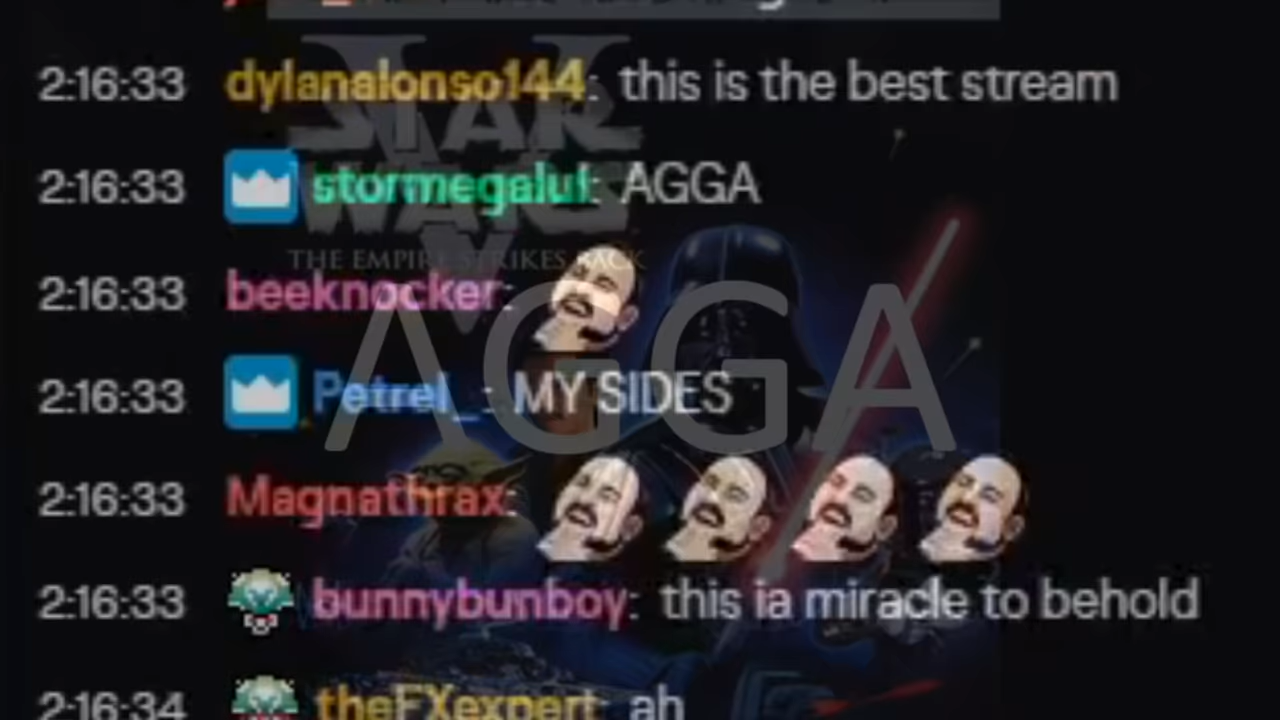 2:16:33 dylanalonso144: this is the best stream
STAR
2:16:33 stormegalul: AGGA
WARS
THE EMPIRE STRIKES BACK
2:16:33 beeknocker:
AGGA
2:16:33 Petrel_: MY SIDES
2:16:33 Magnathrax:
2:16:33 bunnybunboy: this ia miracle to behold
2:16:34 theFXexpert: ah